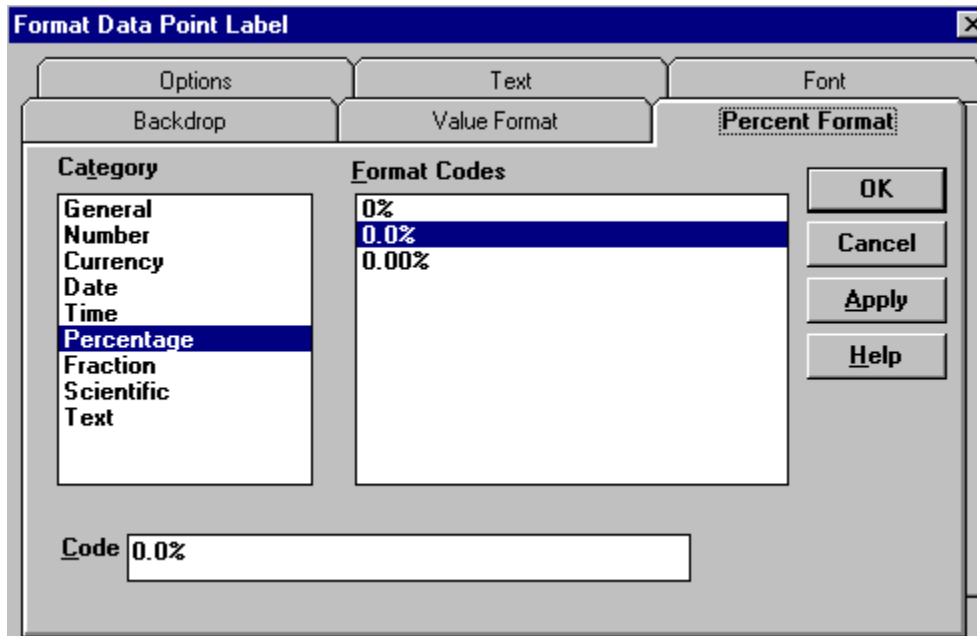 Format Data Point Label
Options Text Font
Backdrop Value Format Percent Format
Category
General
Number
Currency
Date
Time
Percentage
Fraction
Scientific
Text
Format Codes
0%
0.0%
0.00%
OK
Cancel
Apply
Help
Code 0.0%